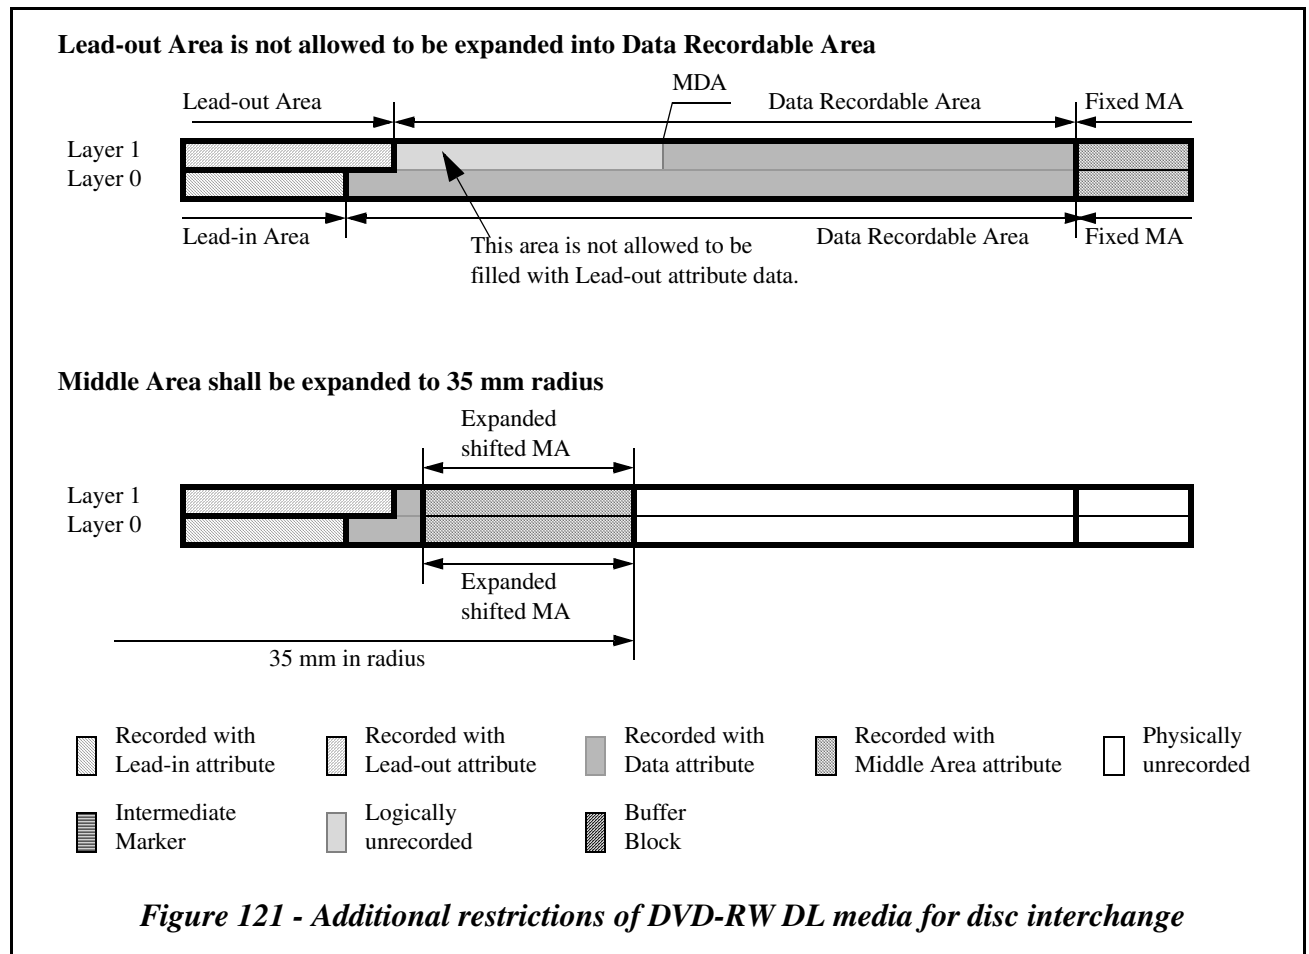 Lead-out Area is not allowed to be expanded into Data Recordable Area
MDA
Lead-out Area
Data Recordable Area
Fixed MA
Layer 1
Layer 0
Lead-in Area
Data Recordable Area
Fixed MA
This area is not allowed to be
filled with Lead-out attribute data.
Middle Area shall be expanded to 35 mm radius
Expanded
shifted MA
Layer 1
Layer 0
Expanded
shifted MA
35 mm in radius
Recorded with
Lead-in attribute
Recorded with
Lead-out attribute
Recorded with
Data attribute
Recorded with
Middle Area attribute
Physically
unrecorded
Intermediate
Marker
Logically
unrecorded
Buffer
Block
Figure 121 - Additional restrictions of DVD-RW DL media for disc interchange